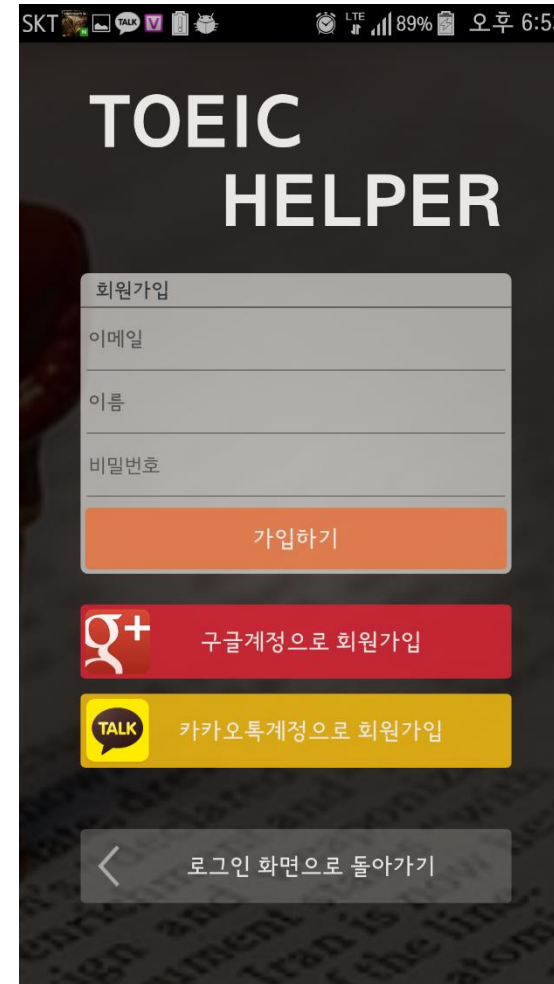 SKT TALK V LTE 89% 오후 6:5
TOEIC
HELPER
회원가입
이메일
이름
비밀번호
가입하기
g+ 구글계정으로 회원가입
TALK 카카오톡계정으로 회원가입
로그인 화면으로 돌아가기